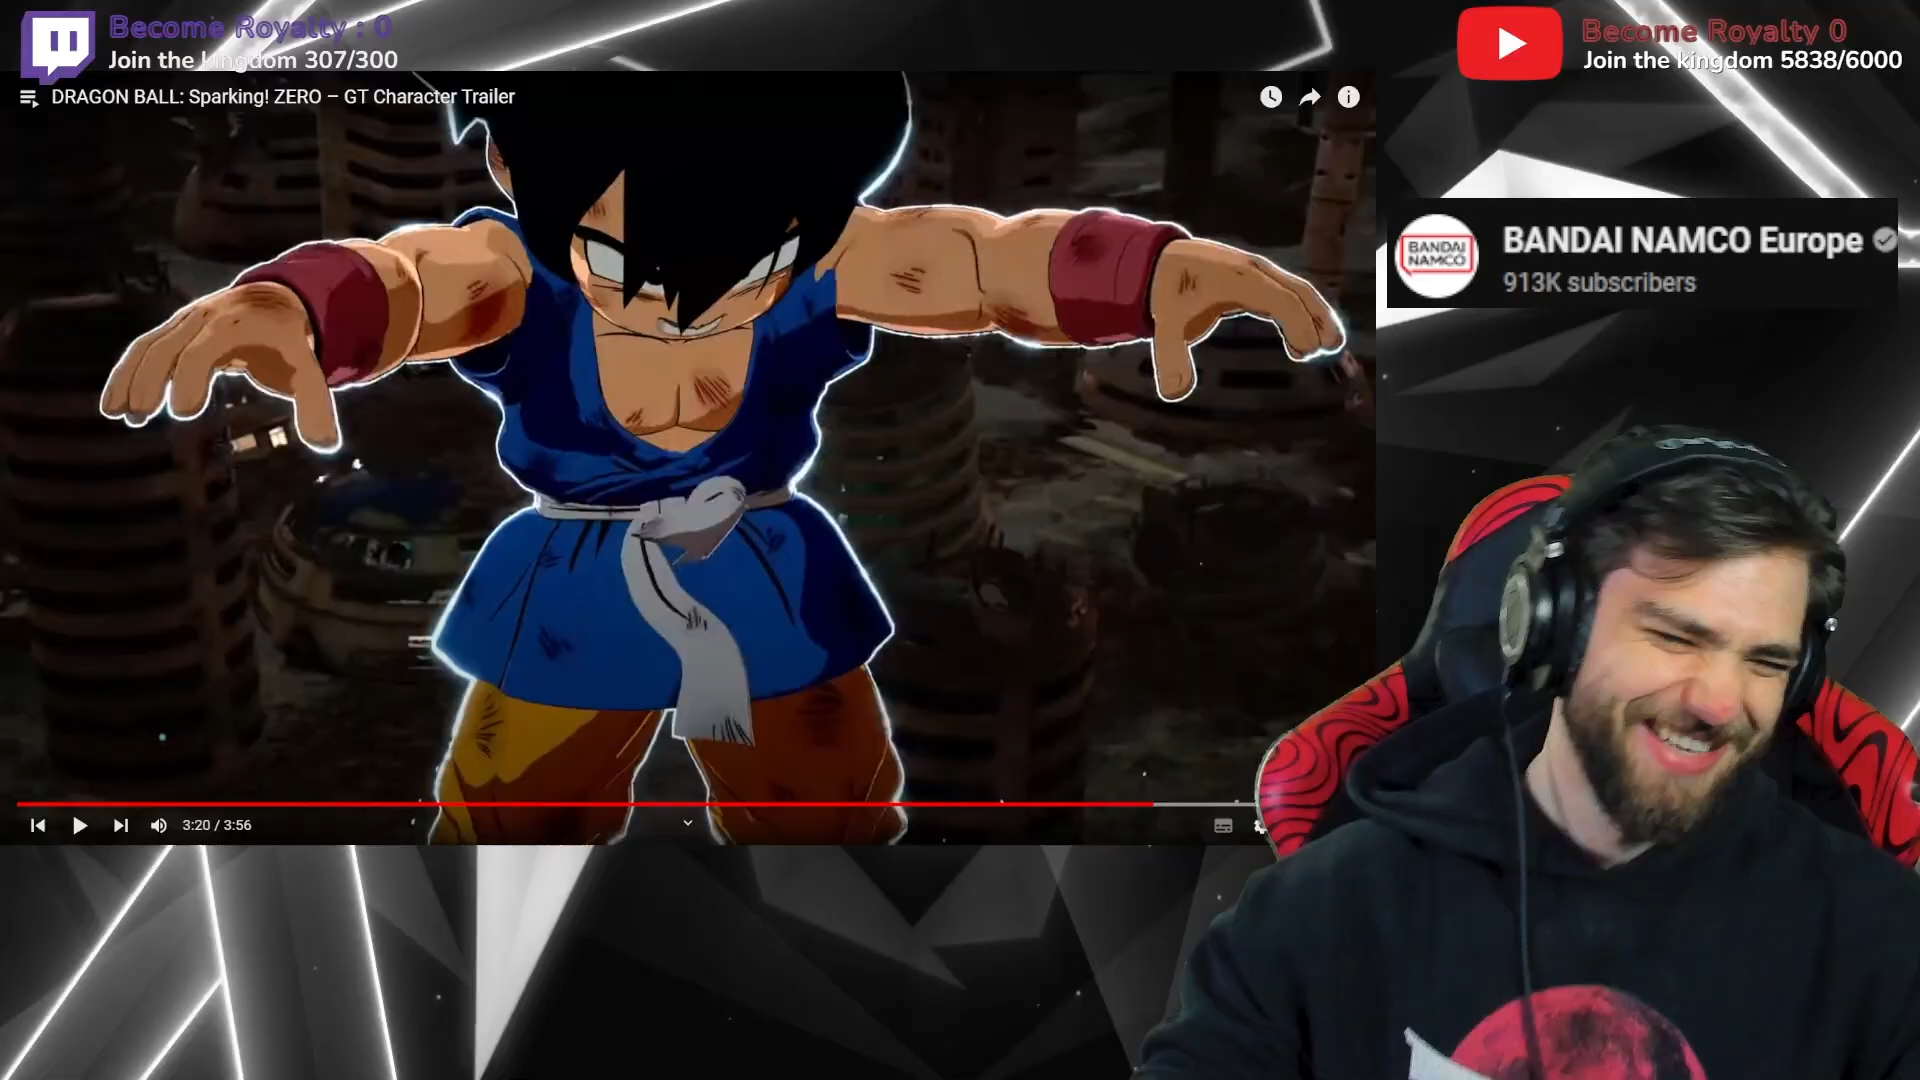 Become Royalty : 0
Join the kingdom 307/300
Become Royalty 0
Join the kingdom 5838/6000
DRAGON BALL: Sparking! ZERO – GT Character Trailer
BANDAI
NAMCO
BANDAI NAMCO Europe
913K subscribers
3:20 / 3:56